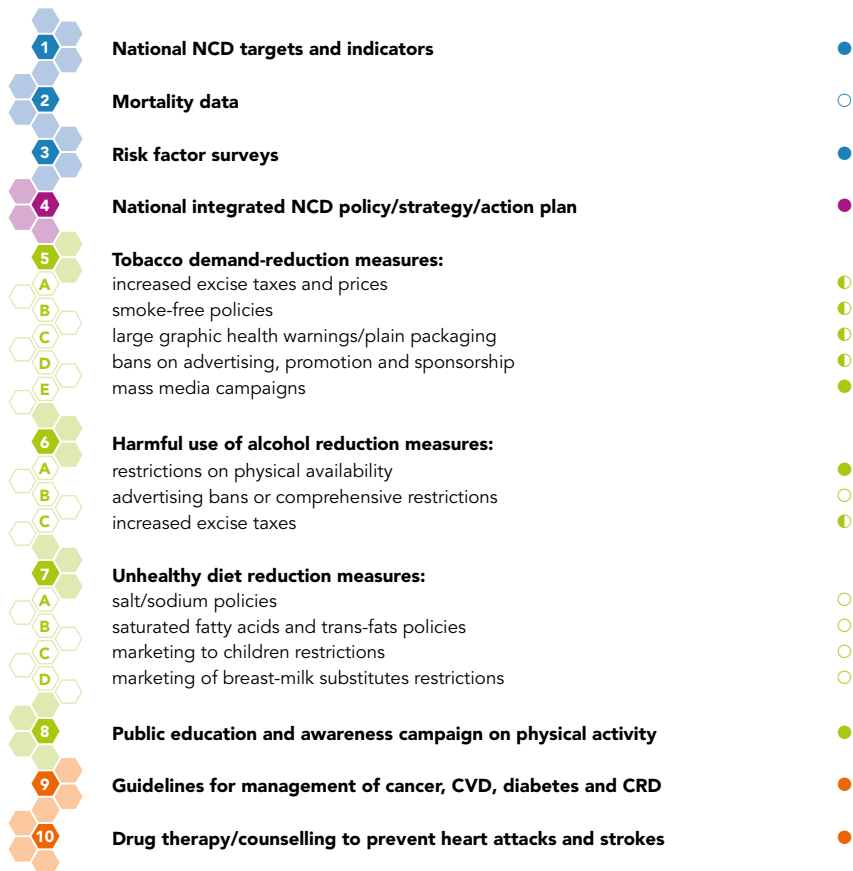 1 National NCD targets and indicators
2 Mortality data
3 Risk factor surveys
4 National integrated NCD policy/strategy/action plan
5 Tobacco demand-reduction measures:
A increased excise taxes and prices
B smoke-free policies
C large graphic health warnings/plain packaging
D bans on advertising, promotion and sponsorship
E mass media campaigns
6 Harmful use of alcohol reduction measures:
A restrictions on physical availability
B advertising bans or comprehensive restrictions
C increased excise taxes
7 Unhealthy diet reduction measures:
A salt/sodium policies
B saturated fatty acids and trans-fats policies
C marketing to children restrictions
D marketing of breast-milk substitutes restrictions
8 Public education and awareness campaign on physical activity
9 Guidelines for management of cancer, CVD, diabetes and CRD
10 Drug therapy/counselling to prevent heart attacks and strokes